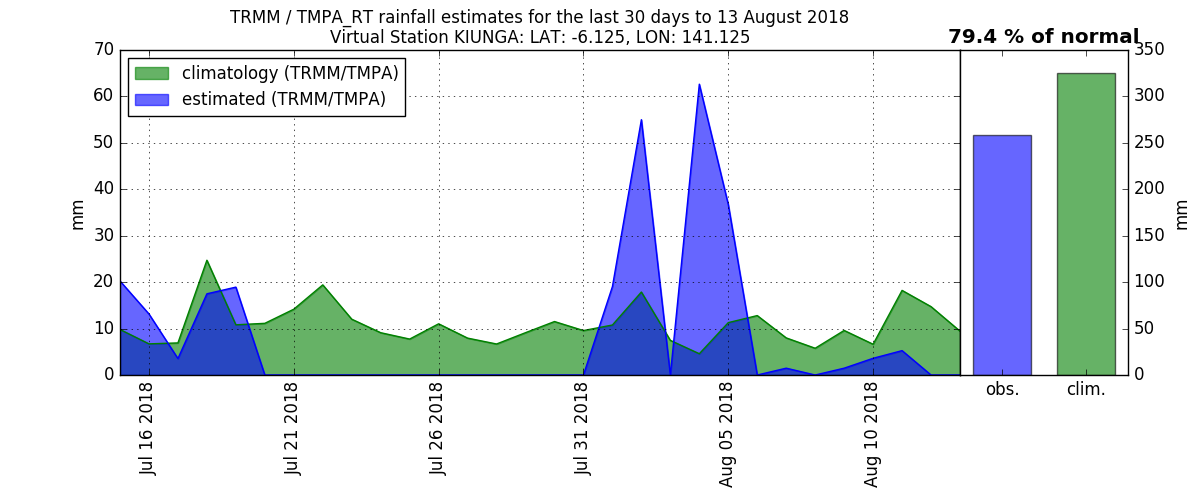 TRMM / TMPA_RT rainfall estimates for the last 30 days to 13 August 2018
Virtual Station KIUNGA: LAT: -6.125, LON: 141.125
79.4 % of normal
climatology (TRMM/TMPA)
estimated (TRMM/TMPA)
mm
70
60
50
40
30
20
10
0
Jul 16 2018
Jul 21 2018
Jul 26 2018
Jul 31 2018
Aug 05 2018
Aug 10 2018
obs.
clim.
350
300
250
200
150
100
50
0
mm